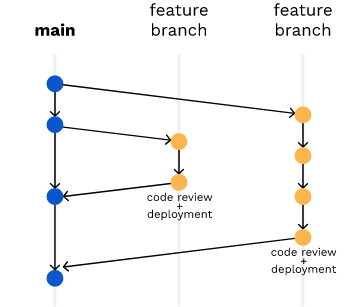 main
feature
branch
feature
branch
code review
+
deployment
code review
+
deployment